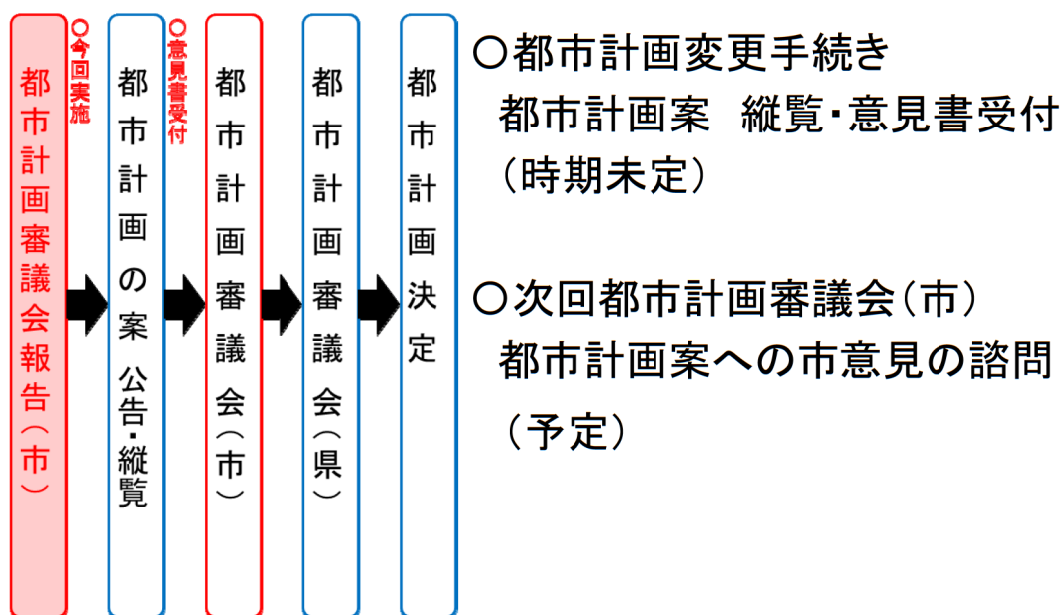 都市計画審議会報告(市)
○今回実施
都市計画の案 公告・縦覧
○意見書受付
都市計画審議会(市)
都市計画審議会(県)
都市計画決定
○都市計画変更手続き
都市計画案 縦覧・意見書受付
(時期未定)
○次回都市計画審議会(市)
都市計画案への市意見の諮問
(予定)